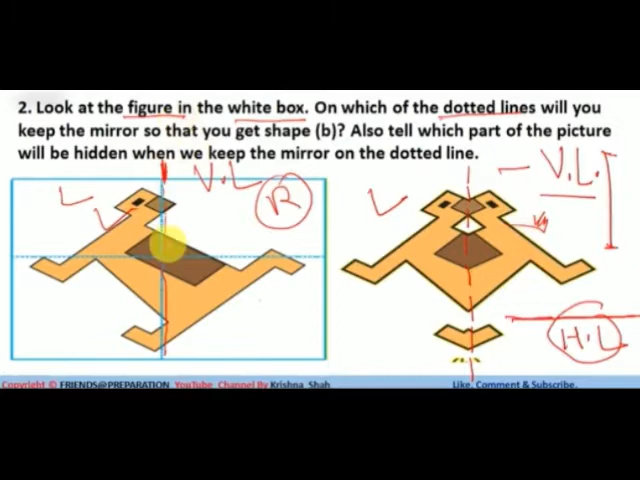 2. Look at the figure in the white box. On which of the dotted lines will you
keep the mirror so that you get shape (b)? Also tell which part of the picture
will be hidden when we keep the mirror on the dotted line.
V.L
R
L
L
V.L.
H.L
Copyright © FRIENDS@PREPARATION YouTube Channel By Krishna Shah
Like, Comment & Subscribe.